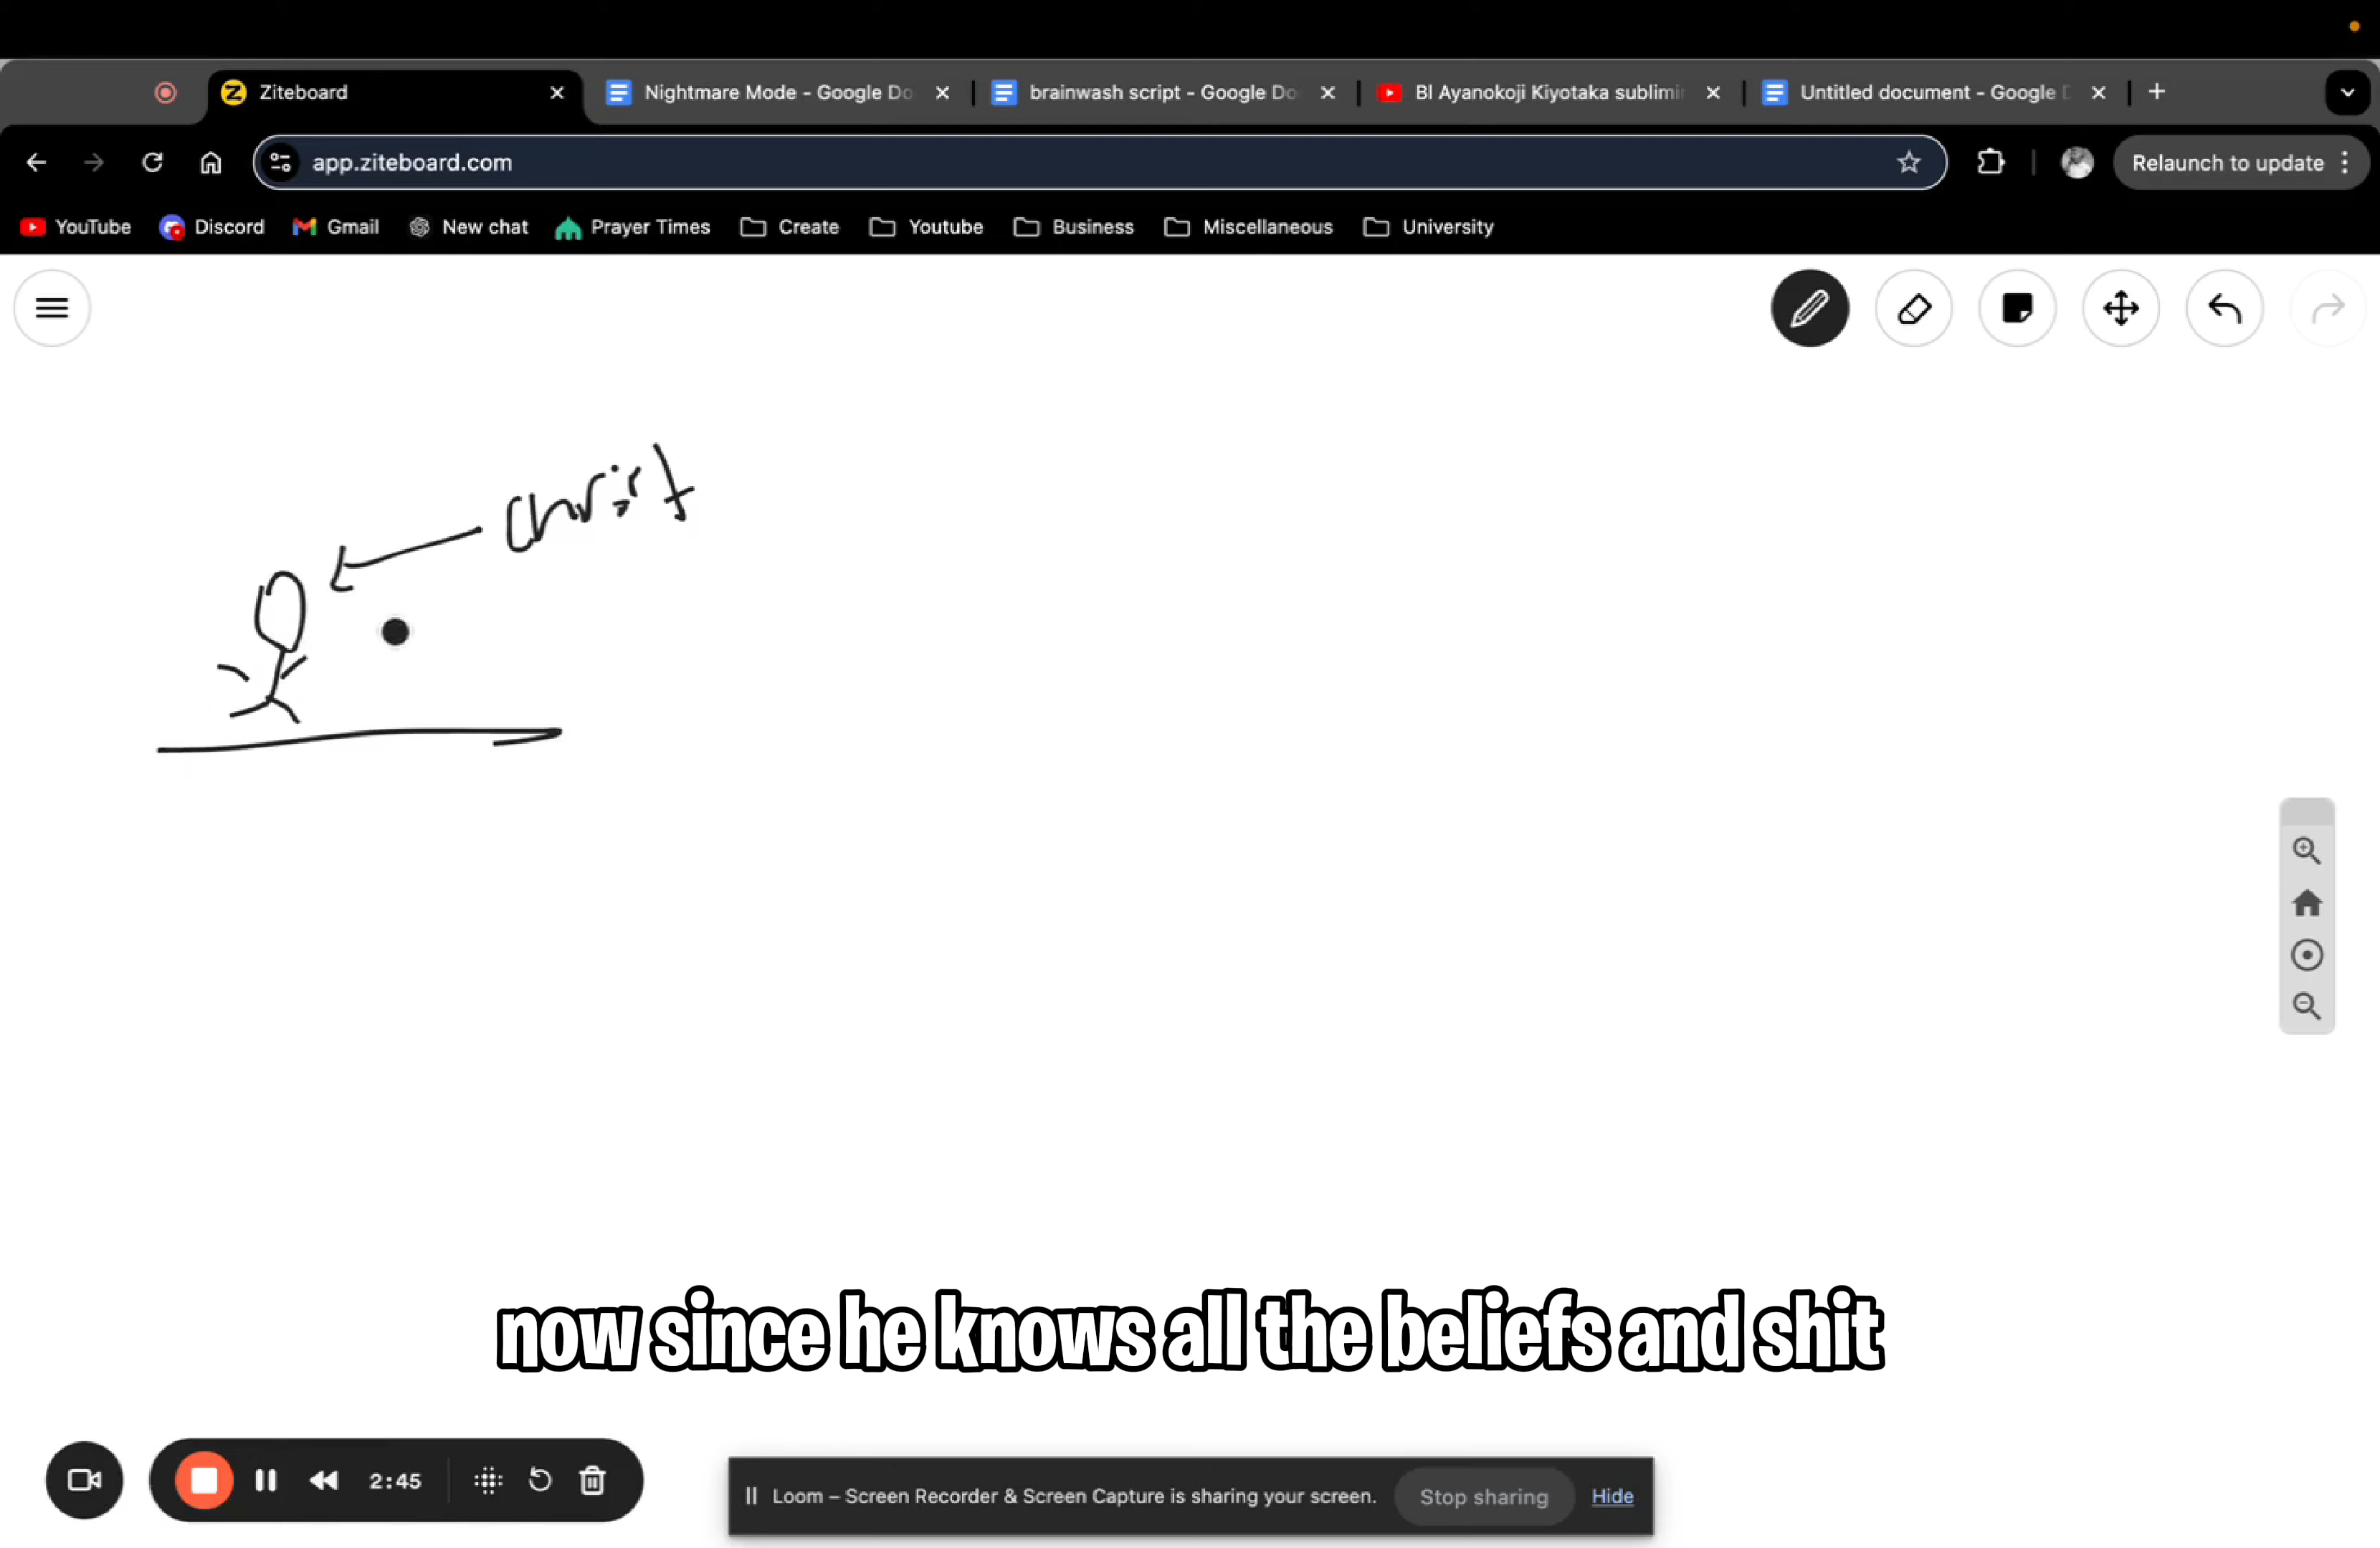 Ziteboard
Nightmare Mode - Google Do
brainwash script - Google Do
BI Ayanokoji Kiyotaka sublimi
Untitled document - Google D
app.ziteboard.com
Relaunch to update
YouTube
Discord
Gmail
New chat
Prayer Times
Create
Youtube
Business
Miscellaneous
University
christ
now since he knows all the beliefs and shit
2:45
Loom – Screen Recorder & Screen Capture is sharing your screen.
Stop sharing
Hide